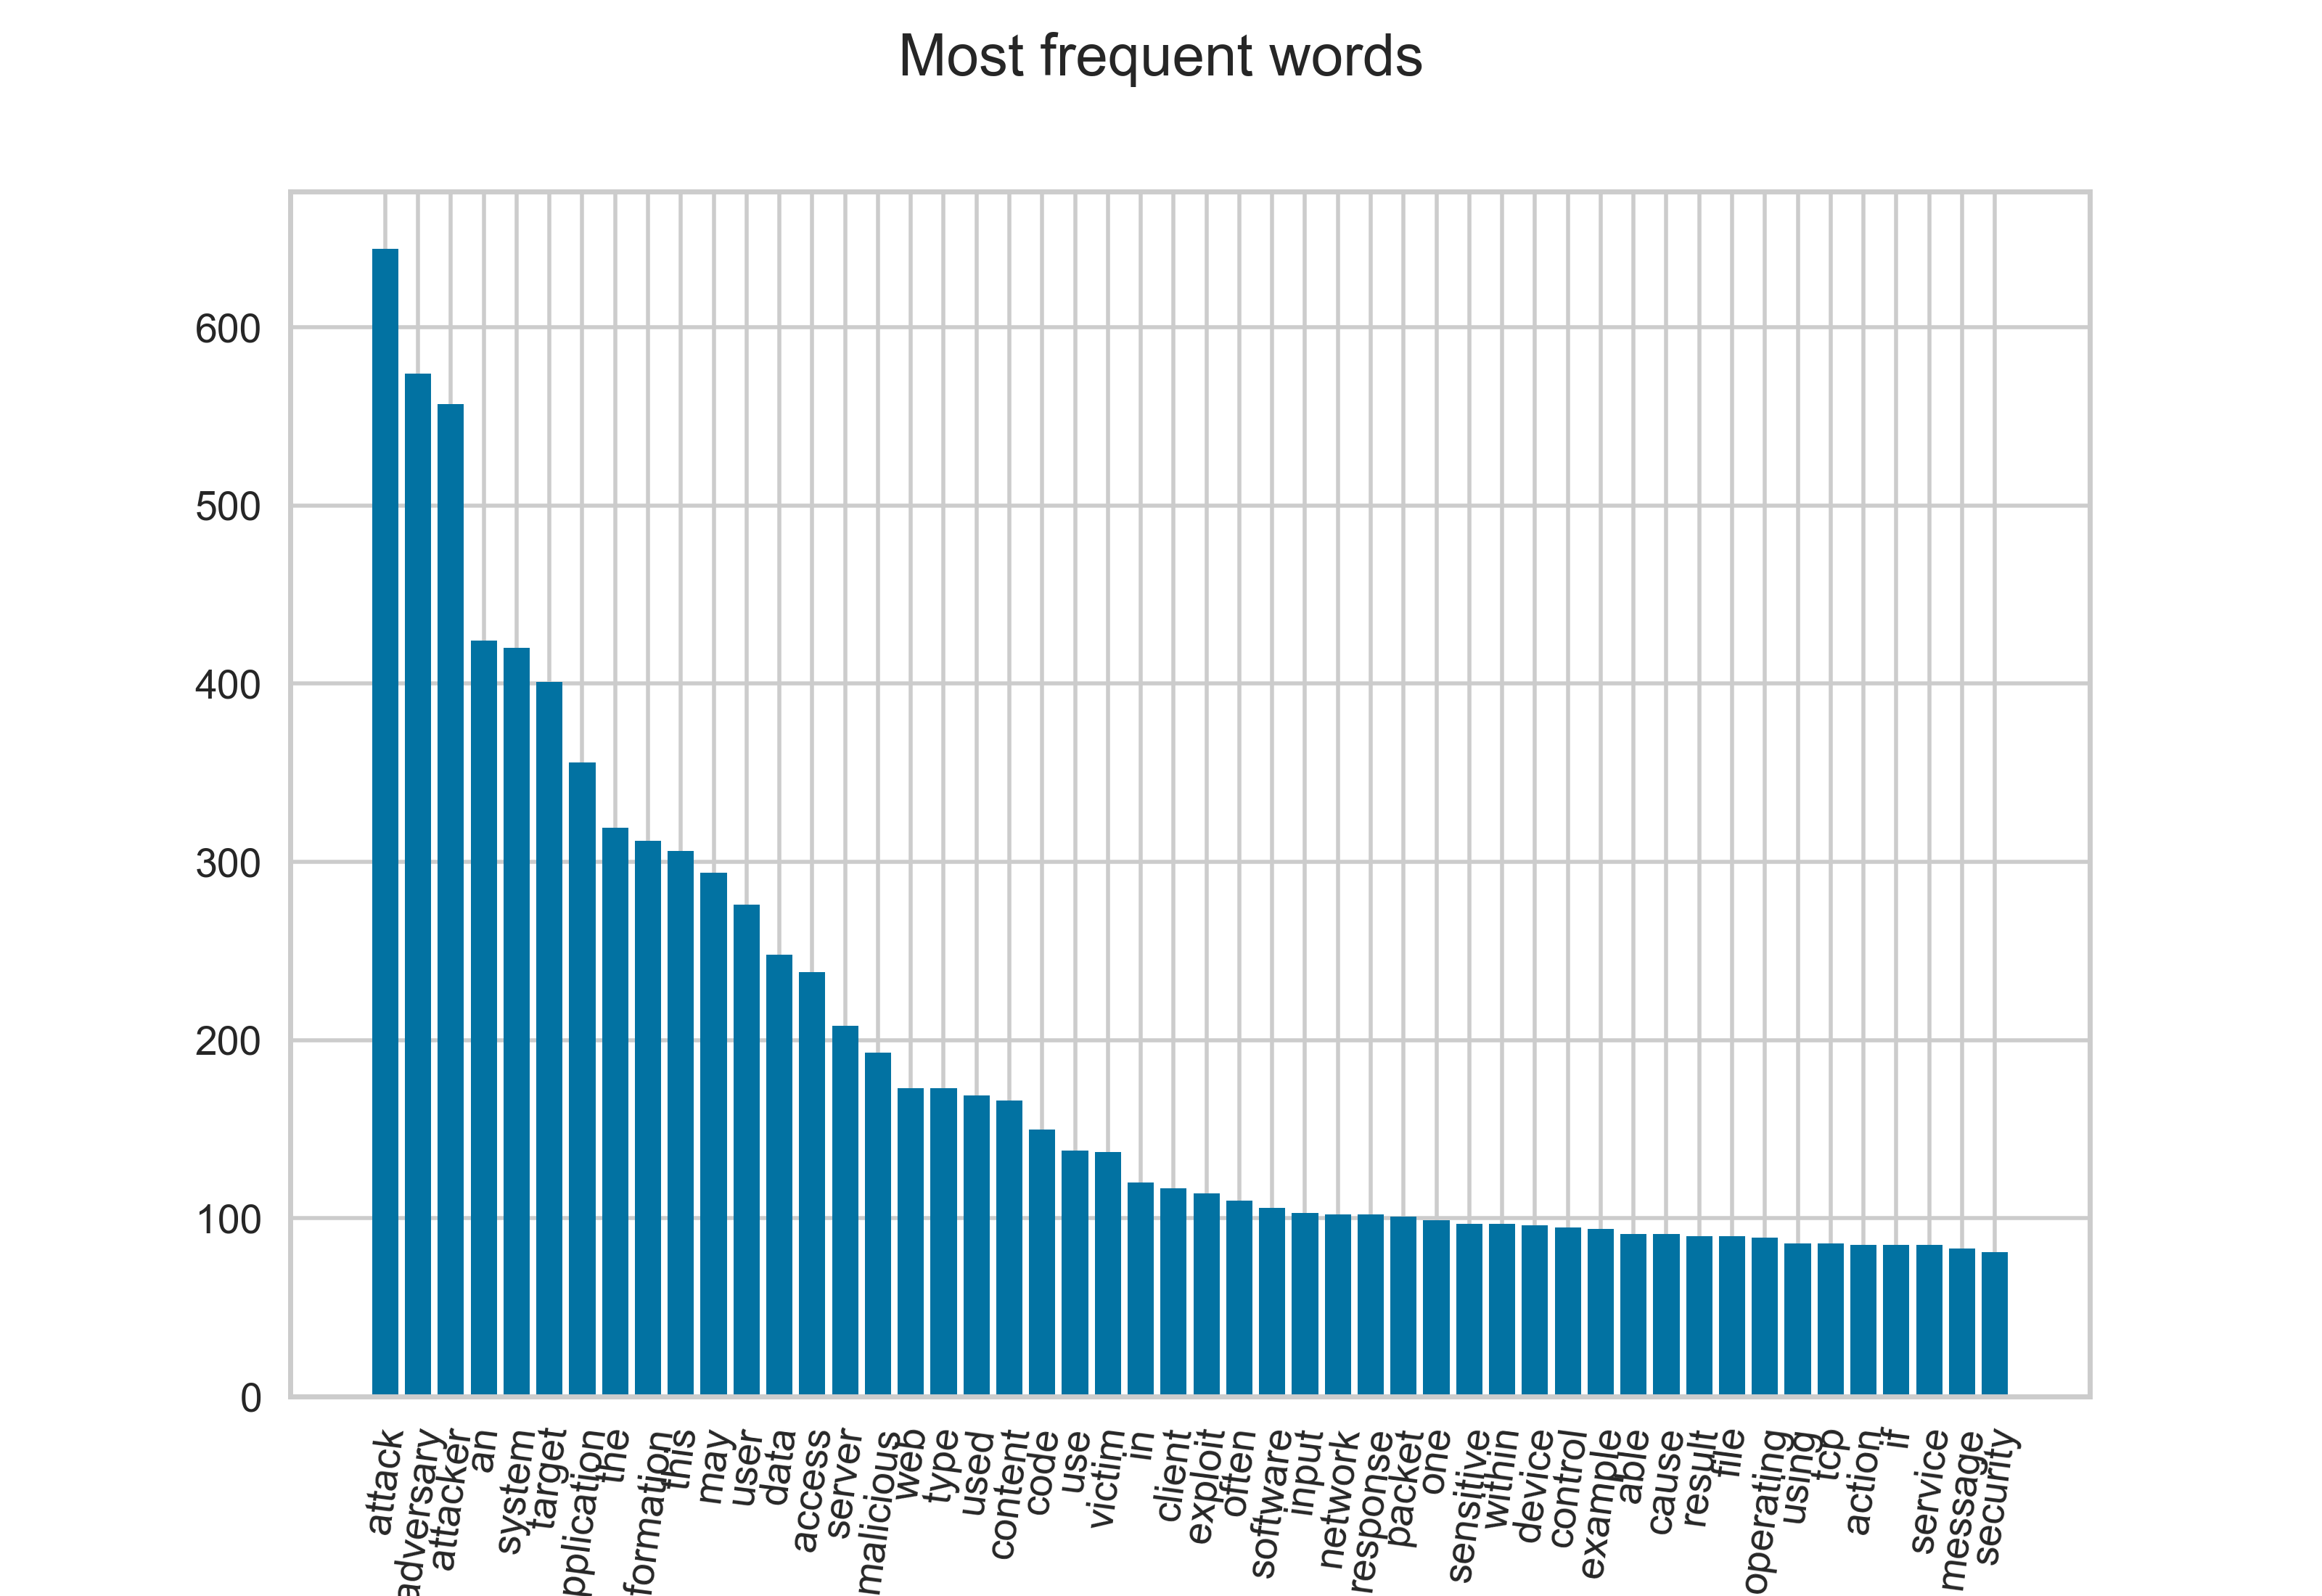 Most frequent words
600
500
400
300
200
100
0
attack
adversary
attacker
an
system
target
pplication
the
formation
this
may
user
data
access
server
malicious
web
type
used
content
code
use
victim
in
client
exploit
often
software
input
network
response
packet
one
sensitive
within
device
control
example
able
cause
result
file
operating
using
tcp
action
if
service
message
security